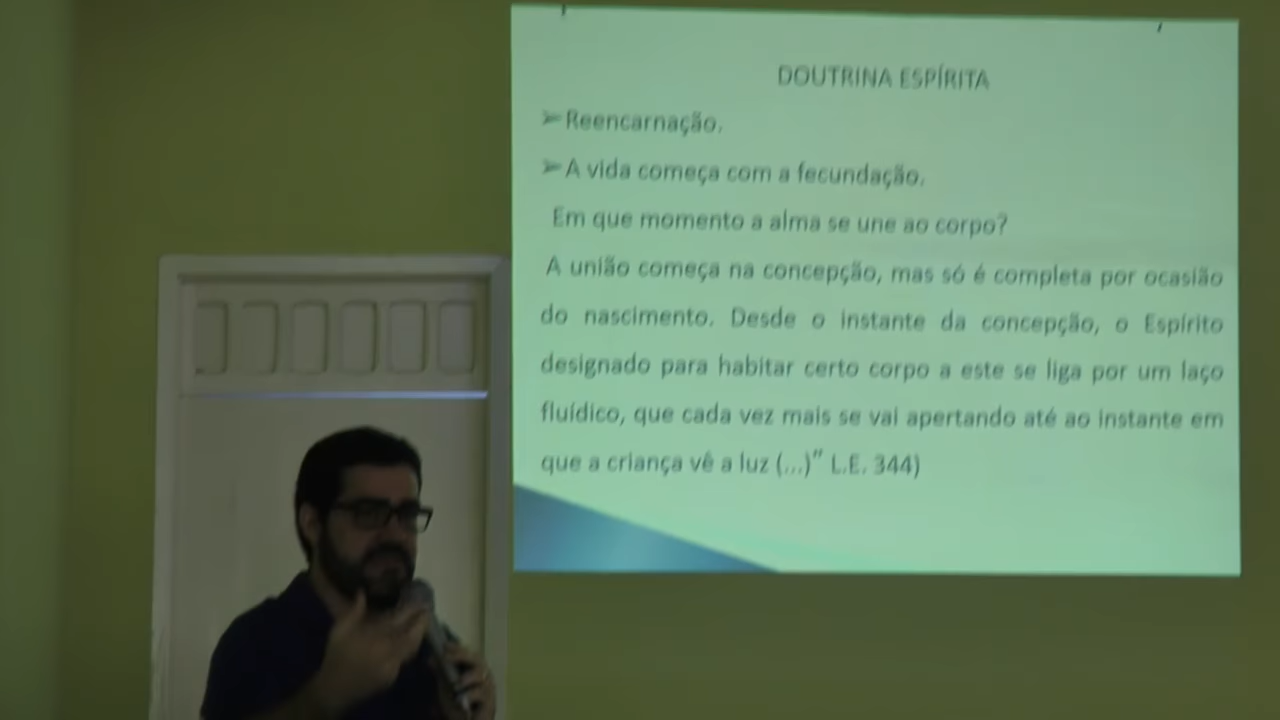 DOUTRINA ESPÍRITA
➢Reencarnação.
➢A vida começa com a fecundação.
Em que momento a alma se une ao corpo?
A união começa na concepção, mas só é completa por ocasião
do nascimento. Desde o instante da concepção, o Espírito
designado para habitar certo corpo a este se liga por um laço
fluídico, que cada vez mais se vai apertando até ao instante em
que a criança vê a luz (...)” L.E. 344)